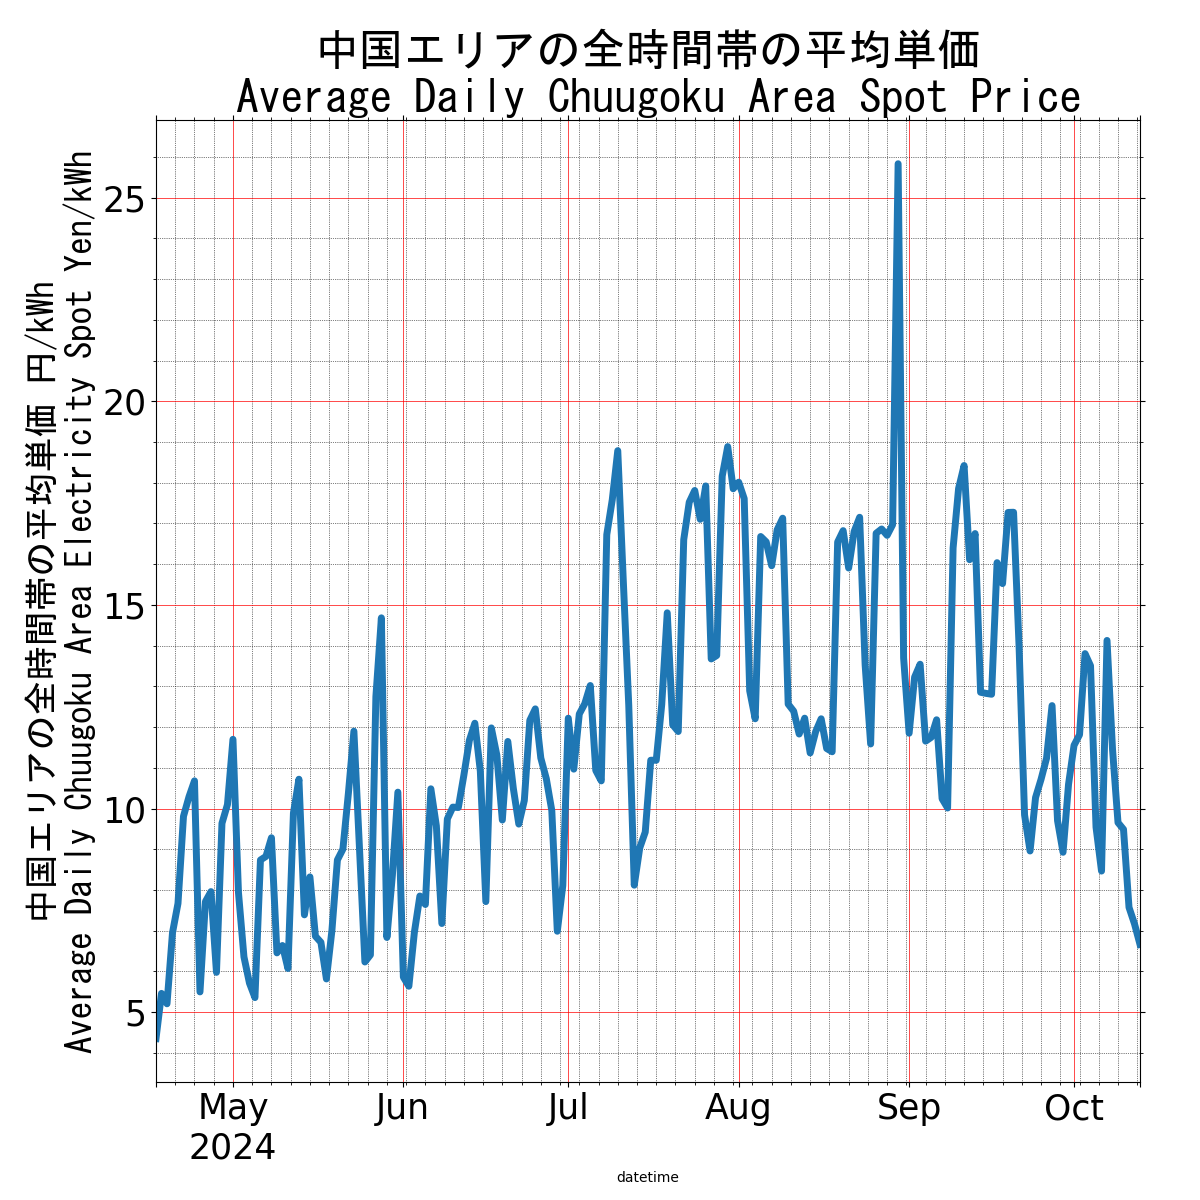 中国エリアの全時間帯の平均単価
Average Daily Chuugoku Area Spot Price
中国エリアの全時間帯の平均単価 円/kWh
Average Daily Chuugoku Area Electricity Spot Yen/kWh
25
20
15
10
5
May
2024
Jun
Jul
Aug
Sep
Oct
datetime